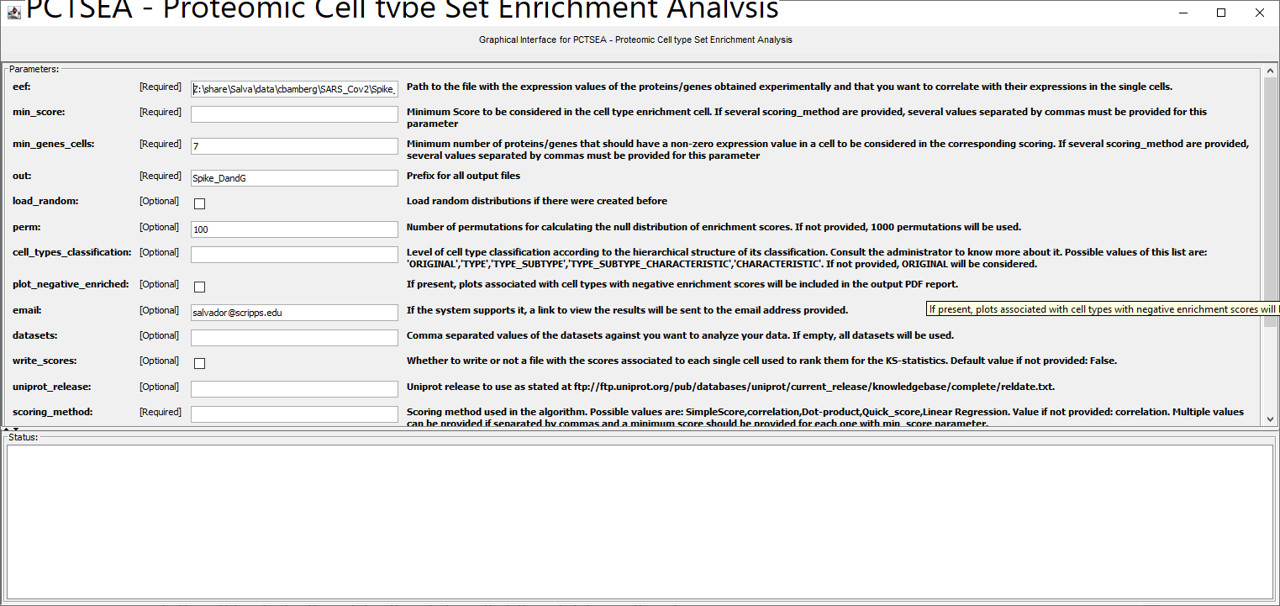 PCTSEA - Proteomic Cell type Set Enrichment Analysis
Graphical Interface for PCTSEA - Proteomic Cell type Set Enrichment Analysis
Parameters:
eef: [Required] Z:\share\Salva\data\cbamberg\SARS_Cov2\Spike_ Path to the file with the expression values of the proteins/genes obtained experimentally and that you want to correlate with their expressions in the single cells.
min_score: [Required] Minimum Score to be considered in the cell type enrichment cell. If several scoring_method are provided, several values separated by commas must be provided for this
parameter
min_genes_cells: [Required] 7 Minimum number of proteins/genes that should have a non-zero expression value in a cell to be considered in the corresponding scoring. If several scoring_method are provided,
several values separated by commas must be provided for this parameter
out: [Required] Spike_DandG Prefix for all output files
load_random: [Optional] Load random distributions if there were created before
perm: [Optional] 100 Number of permutations for calculating the null distribution of enrichment scores. If not provided, 1000 permutations will be used.
cell_types_classification: [Optional] Level of cell type classification according to the hierarchical structure of its classification. Consult the administrator to know more about it. Possible values of this list are:
'ORIGINAL','TYPE','TYPE_SUBTYPE','TYPE_SUBTYPE_CHARACTERISTIC','CHARACTERISTIC'. If not provided, ORIGINAL will be considered.
plot_negative_enriched: [Optional] If present, plots associated with cell types with negative enrichment scores will be included in the output PDF report.
email: [Optional] salvador@scripps.edu If the system supports it, a link to view the results will be sent to the email address provided.
If present, plots associated with cell types with negative enrichment scores will
datasets: [Optional] Comma separated values of the datasets against you want to analyze your data. If empty, all datasets will be used.
write_scores: [Optional] Whether to write or not a file with the scores associated to each single cell used to rank them for the KS-statistics. Default value if not provided: False.
uniprot_release: [Optional] Uniprot release to use as stated at ftp://ftp.uniprot.org/pub/databases/uniprot/current_release/knowledgebase/complete/reldate.txt.
scoring_method: [Required] Scoring method used in the algorithm. Possible values are: SimpleScore,correlation,Dot-product,Quick_score,Linear Regression. Value if not provided: correlation. Multiple values
can be provided if separated by commas and a minimum score should be provided for each one with min_score parameter.
Status: